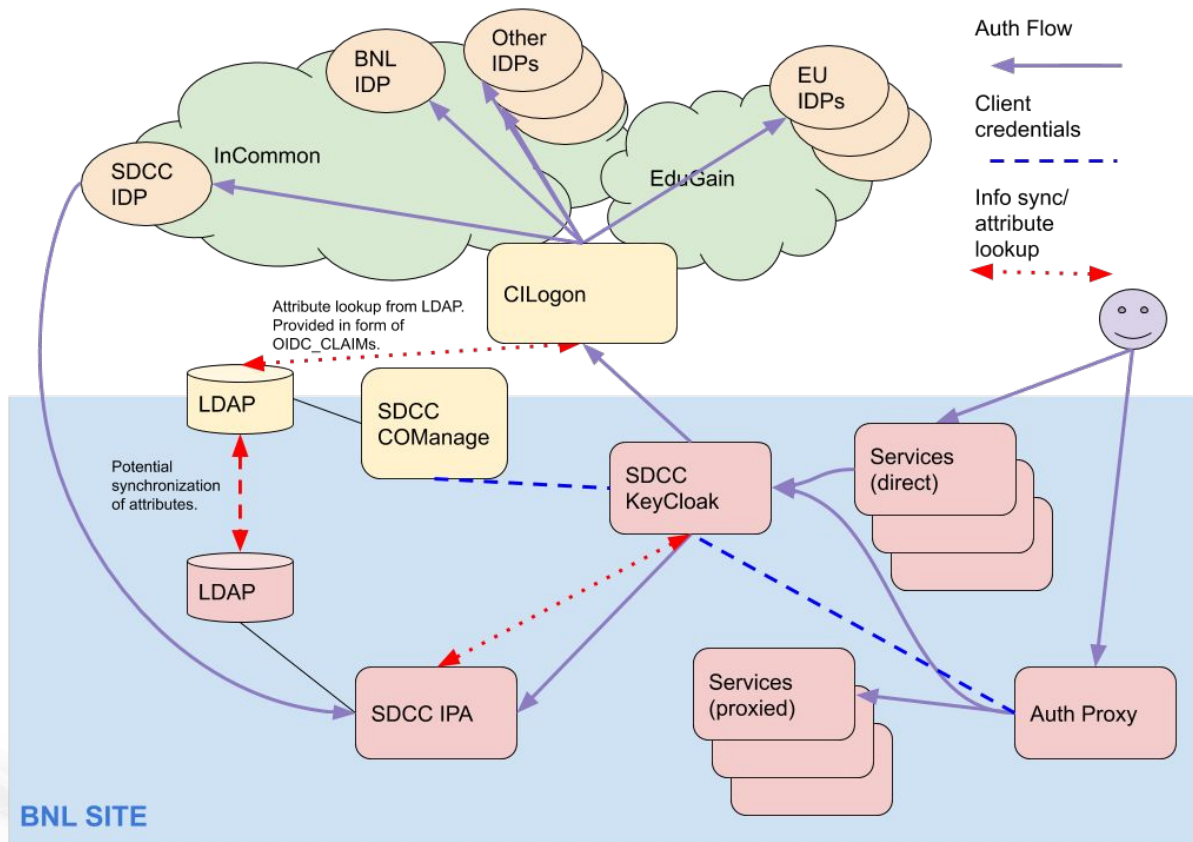 Other
IDPs
BNL
IDP
EU
IDPs
Auth Flow
Client
credentials
InCommon
SDCC
IDP
EduGain
Info sync/
attribute
lookup
CILogon
Attribute lookup from LDAP.
Provided in form of
OIDC_CLAIMs.
LDAP
SDCC
COManage
Potential
synchronization
of attributes.
SDCC
KeyCloak
Services
(direct)
LDAP
SDCC IPA
Services
(proxied)
Auth Proxy
BNL SITE